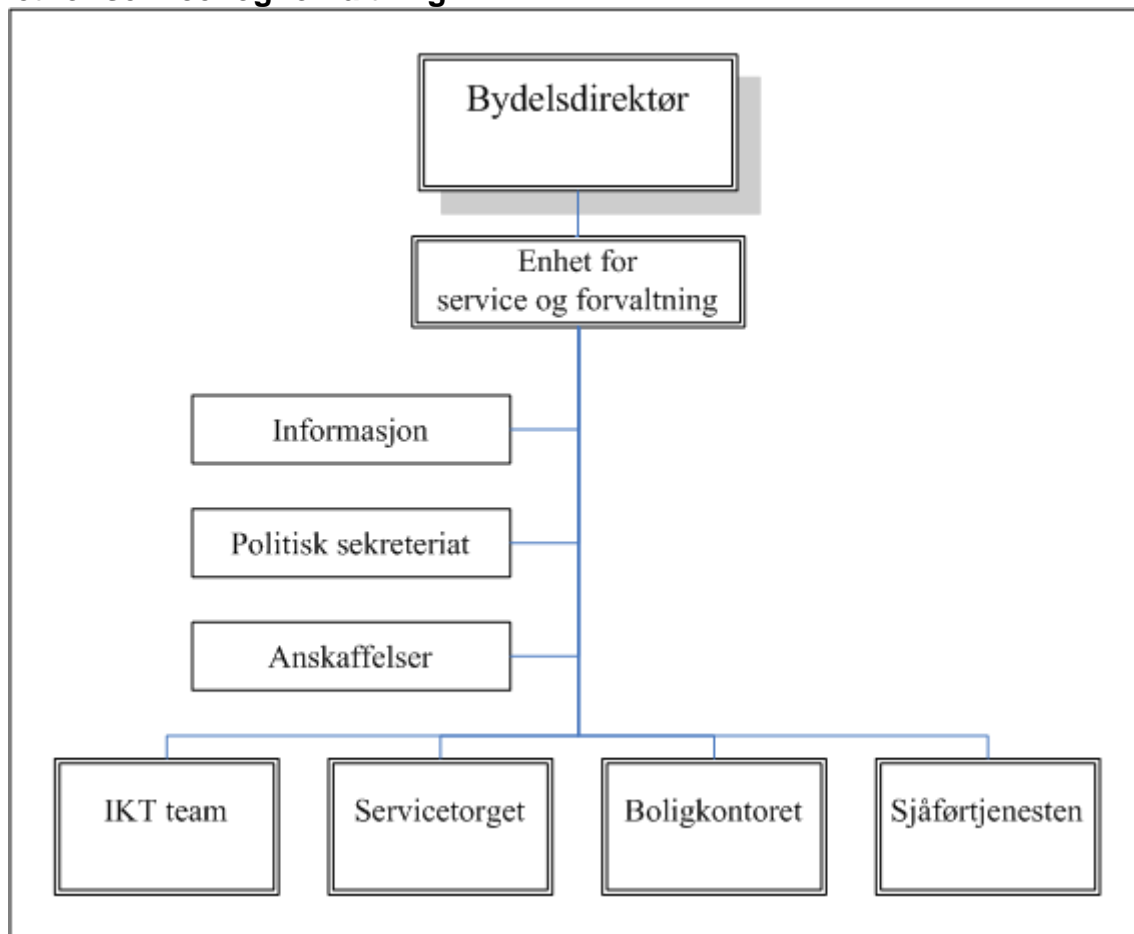 Bydelsdirektør
Enhet for
service og forvaltning
Informasjon
Politisk sekreteriat
Anskaffelser
IKT team
Servicetorget
Boligkontoret
Sjåførtjenesten